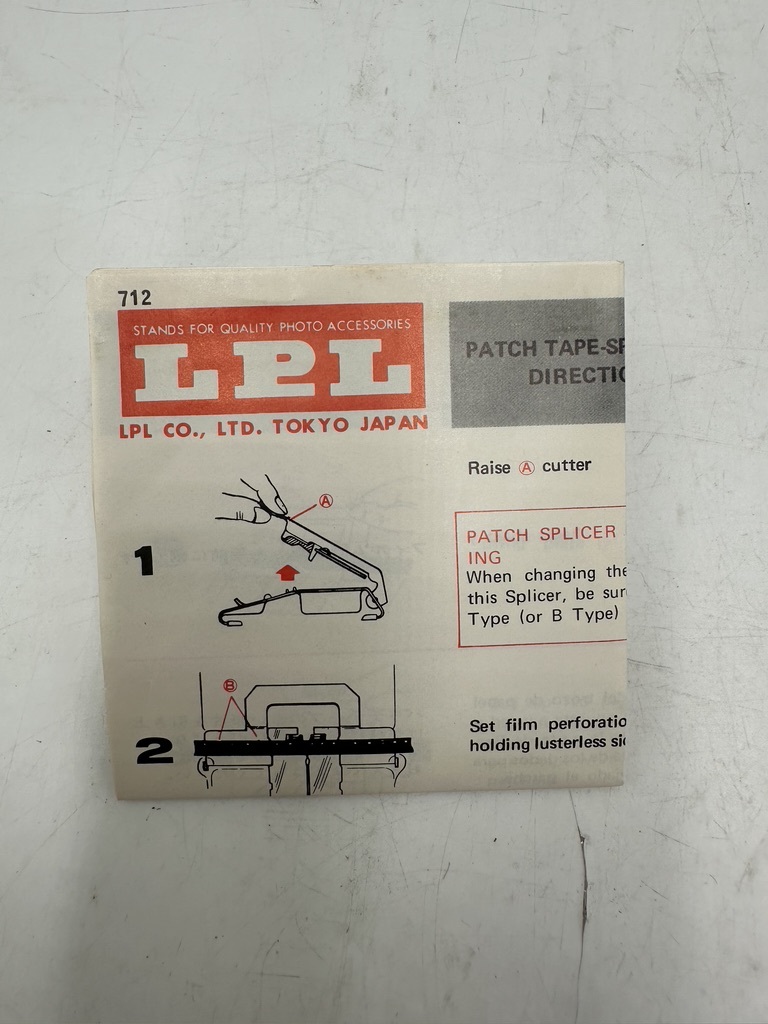 712
STANDS FOR QUALITY PHOTO ACCESSORIES
LPL
LPL CO., LTD. TOKYO JAPAN
PATCH TAPE-SP
DIRECTIO
Raise Ⓐ cutter
Ⓐ
1
PATCH SPLICER
ING
When changing the
this Splicer, be sur
Type (or B Type)
Ⓑ
2
Set film perforatio
holding lusterless sid